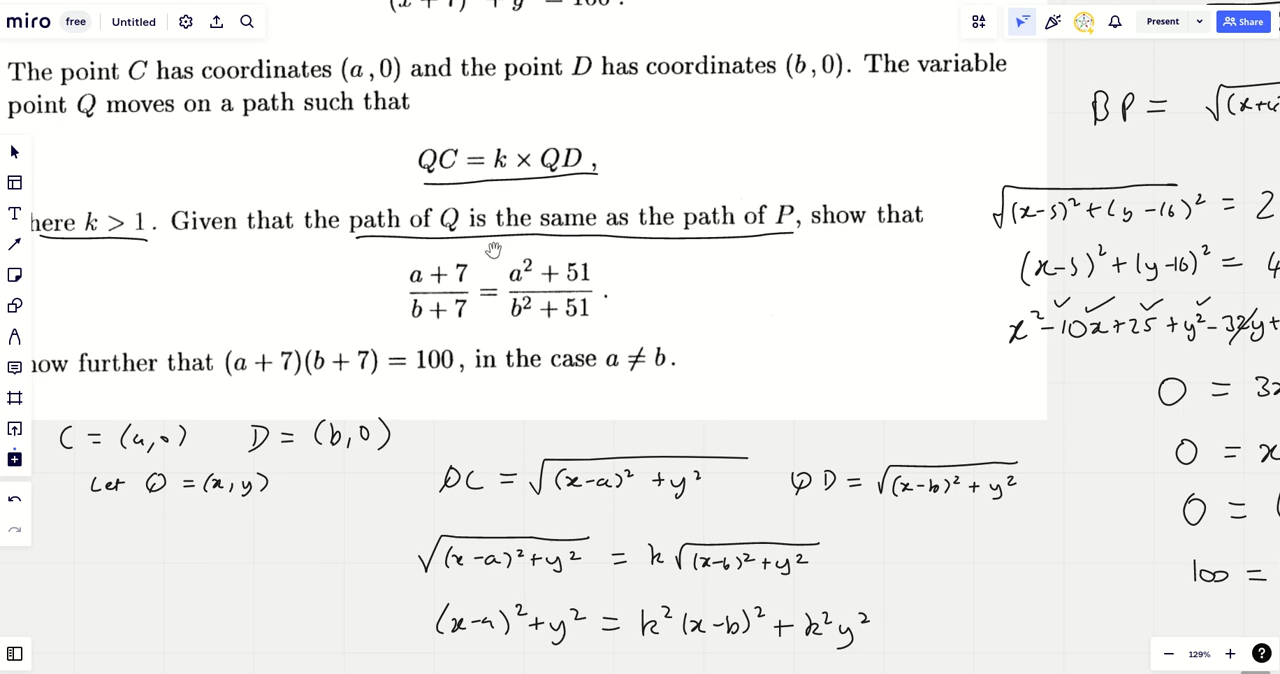 miro free Untitled Present Share
The point C has coordinates (a,0) and the point D has coordinates (b,0). The variable
point Q moves on a path such that
QC = k × QD,
here k > 1. Given that the path of Q is the same as the path of P, show that
(a + 7)/(b + 7) = (a² + 51)/(b² + 51).
how further that (a + 7)(b + 7) = 100, in the case a ≠ b.
C = (a,0) D = (b,0)
Let Q = (x,y)
QC = √((x-a)² + y²) QD = √((x-b)² + y²)
√((x-a)² + y²) = k √((x-b)² + y²)
(x-a)² + y² = k² (x-b)² + k² y²
BP =
√((x-5)² + (y-16)²) = 2
(x-5)² + (y-16)² = 4
x² - 10x + 25 + y² - 32y +
0 = 3x
0 = x
0 = (
100 =
129%